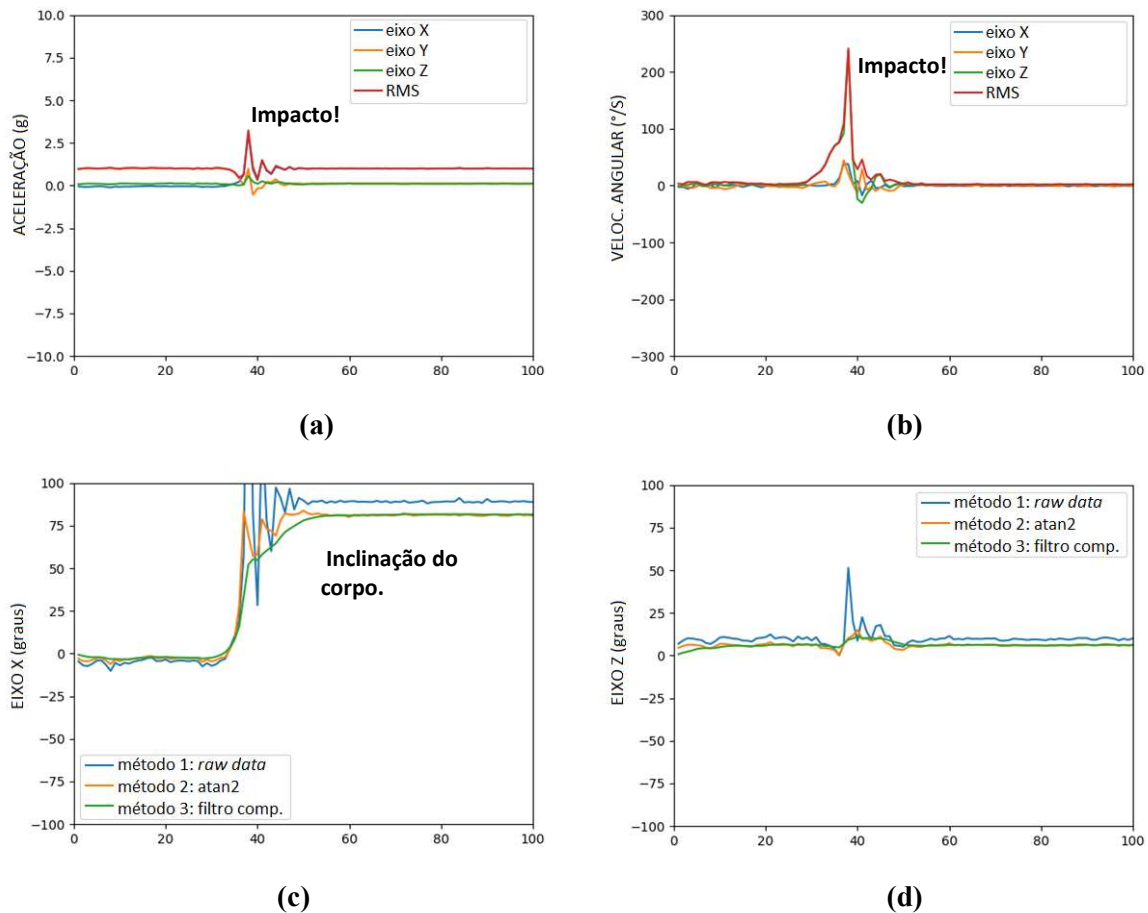 10.0
7.5
5.0
2.5
0.0
−2.5
−5.0
−7.5
−10.0
ACELERAÇÃO (g)
0
20
40
60
80
100
eixo X
eixo Y
eixo Z
RMS
Impacto!
(a)
300
200
100
0
−100
−200
−300
VELOC. ANGULAR (°/S)
0
20
40
60
80
100
eixo X
eixo Y
eixo Z
RMS
Impacto!
(b)
100
75
50
25
0
−25
−50
−75
−100
EIXO X (graus)
0
20
40
60
80
100
Inclinação do
corpo.
método 1: raw data
método 2: atan2
método 3: filtro comp.
(c)
100
75
50
25
0
−25
−50
−75
−100
EIXO Z (graus)
0
20
40
60
80
100
método 1: raw data
método 2: atan2
método 3: filtro comp.
(d)